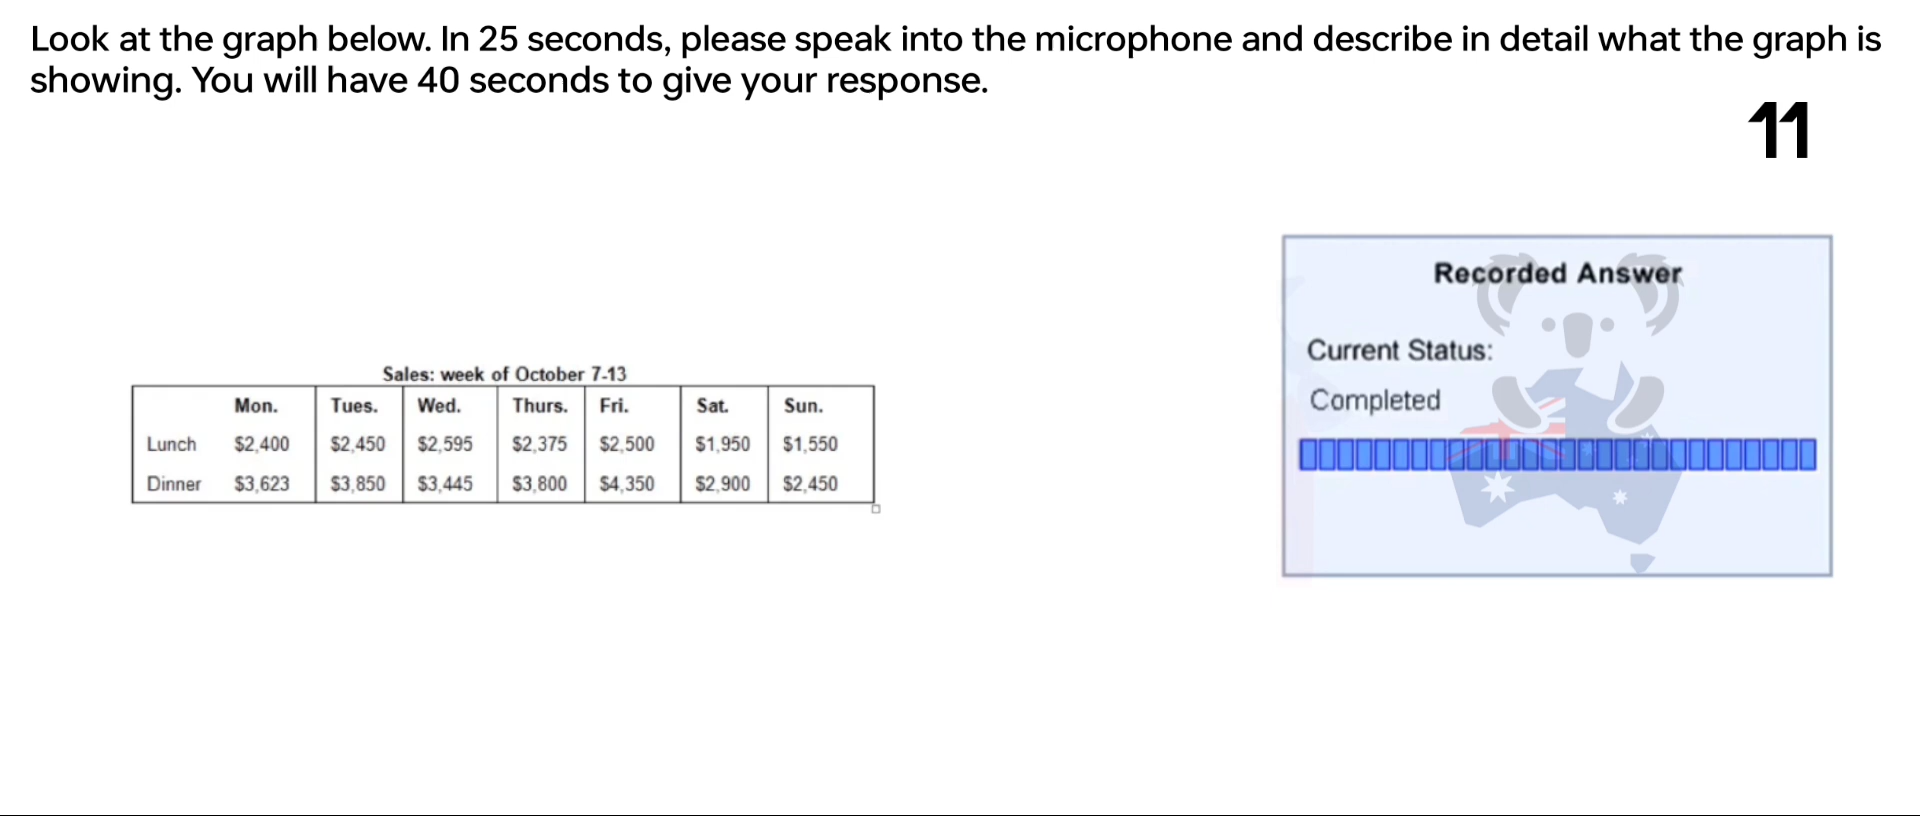 Look at the graph below. In 25 seconds, please speak into the microphone and describe in detail what the graph is
showing. You will have 40 seconds to give your response.
11
Sales: week of October 7-13
Mon. Tues. Wed. Thurs. Fri. Sat. Sun.
Lunch $2,400 $2,450 $2,595 $2,375 $2,500 $1,950 $1,550
Dinner $3,623 $3,850 $3,445 $3,800 $4,350 $2,900 $2,450
Recorded Answer
Current Status:
Completed